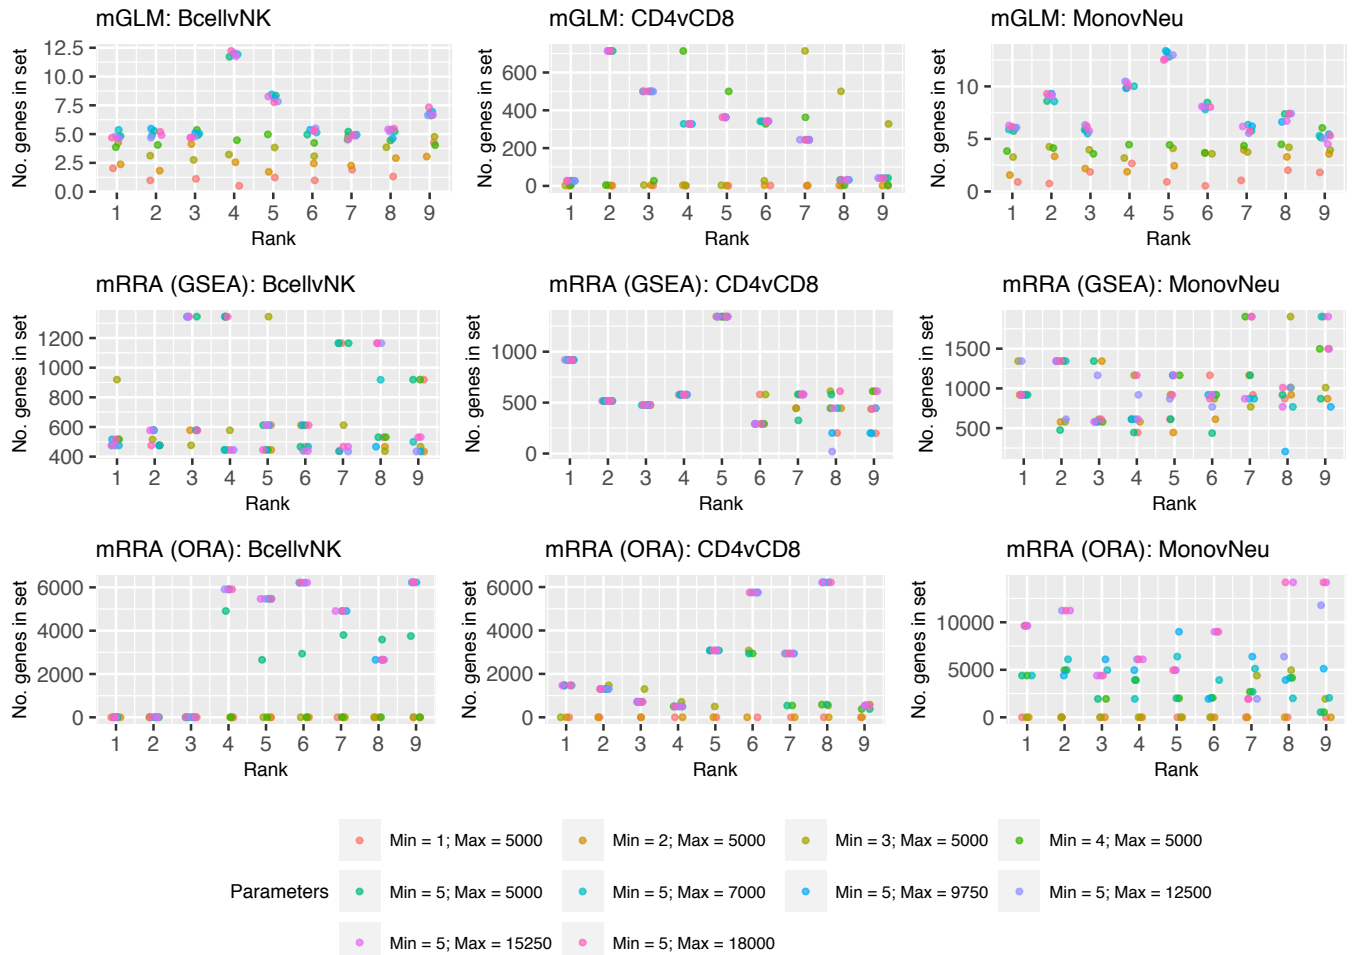 mGLM: BcellvNK
No. genes in set
12.5
10.0
7.5
5.0
2.5
0.0
1 2 3 4 5 6 7 8 9
Rank
mGLM: CD4vCD8
No. genes in set
600
400
200
0
1 2 3 4 5 6 7 8 9
Rank
mGLM: MonovNeu
No. genes in set
10
5
0
1 2 3 4 5 6 7 8 9
Rank
mRRA (GSEA): BcellvNK
No. genes in set
1200
1000
800
600
400
1 2 3 4 5 6 7 8 9
Rank
mRRA (GSEA): CD4vCD8
No. genes in set
1000
500
0
1 2 3 4 5 6 7 8 9
Rank
mRRA (GSEA): MonovNeu
No. genes in set
1500
1000
500
1 2 3 4 5 6 7 8 9
Rank
mRRA (ORA): BcellvNK
No. genes in set
6000
4000
2000
0
1 2 3 4 5 6 7 8 9
Rank
mRRA (ORA): CD4vCD8
No. genes in set
6000
4000
2000
0
1 2 3 4 5 6 7 8 9
Rank
mRRA (ORA): MonovNeu
No. genes in set
10000
5000
0
1 2 3 4 5 6 7 8 9
Rank
Parameters
Min = 1; Max = 5000
Min = 2; Max = 5000
Min = 3; Max = 5000
Min = 4; Max = 5000
Min = 5; Max = 5000
Min = 5; Max = 7000
Min = 5; Max = 9750
Min = 5; Max = 12500
Min = 5; Max = 15250
Min = 5; Max = 18000